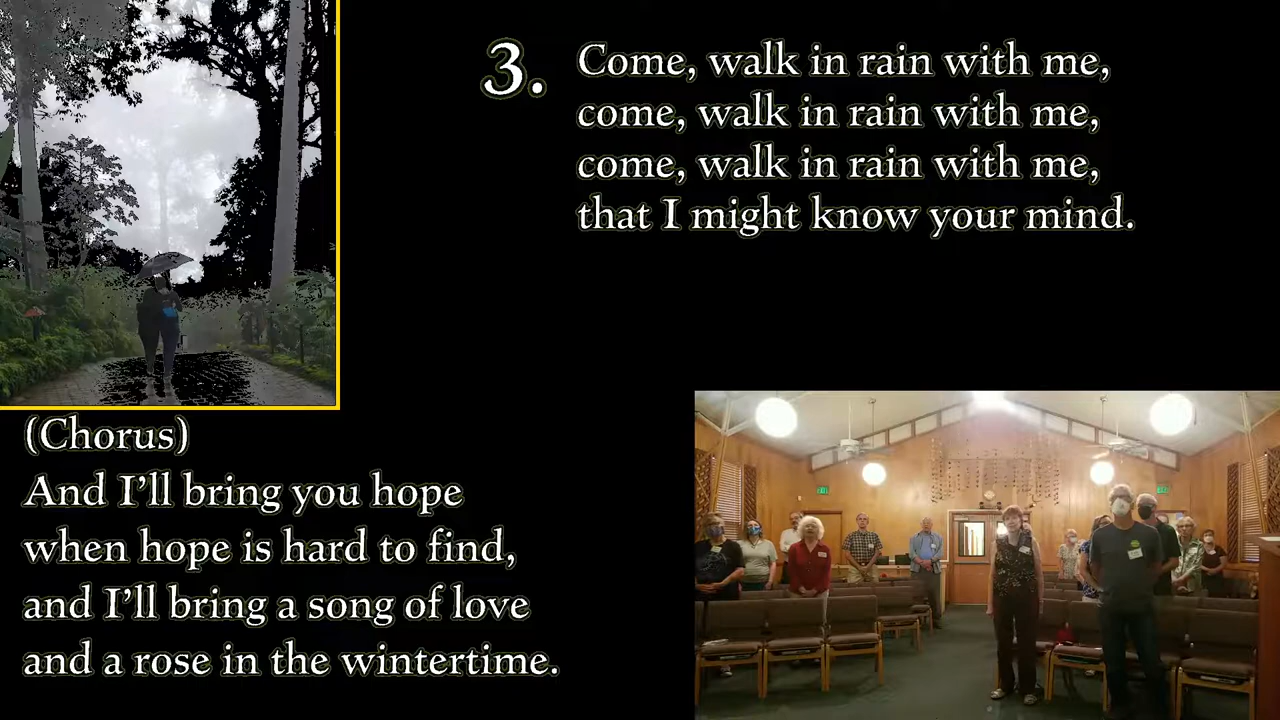 3. Come, walk in rain with me,
come, walk in rain with me,
come, walk in rain with me,
that I might know your mind.
(Chorus)
And I’ll bring you hope
when hope is hard to find,
and I’ll bring a song of love
and a rose in the wintertime.